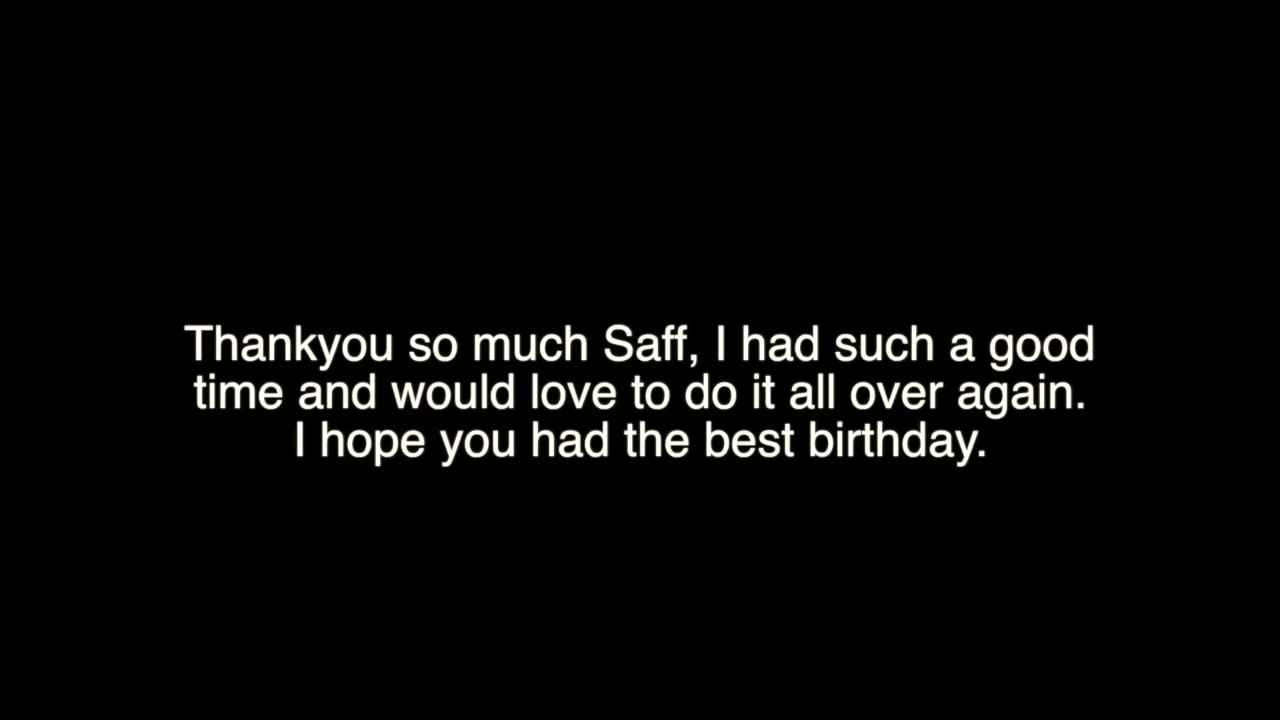 Thankyou so much Saff, I had such a good
time and would love to do it all over again.
I hope you had the best birthday.